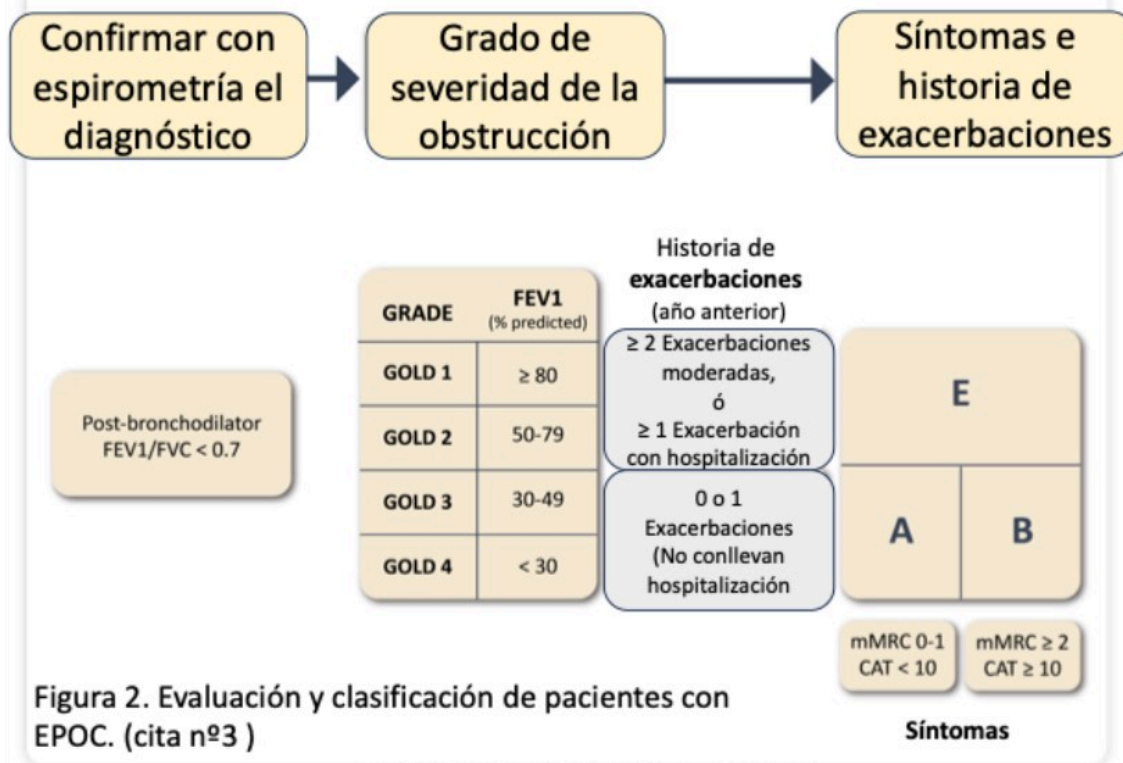 Confirmar con
espirometría el
diagnóstico
Grado de
severidad de la
obstrucción
Síntomas e
historia de
exacerbaciones
Post-bronchodilator
FEV1/FVC < 0.7
GRADE
FEV1
(% predicted)
GOLD 1
≥ 80
GOLD 2
50-79
GOLD 3
30-49
GOLD 4
< 30
Historia de
exacerbaciones
(año anterior)
≥ 2 Exacerbaciones
moderadas,
ó
≥ 1 Exacerbación
con hospitalización
0 o 1
Exacerbaciones
(No conllevan
hospitalización
E
A
B
mMRC 0-1
CAT < 10
mMRC ≥ 2
CAT ≥ 10
Síntomas
Figura 2. Evaluación y clasificación de pacientes con
EPOC. (cita nº3 )